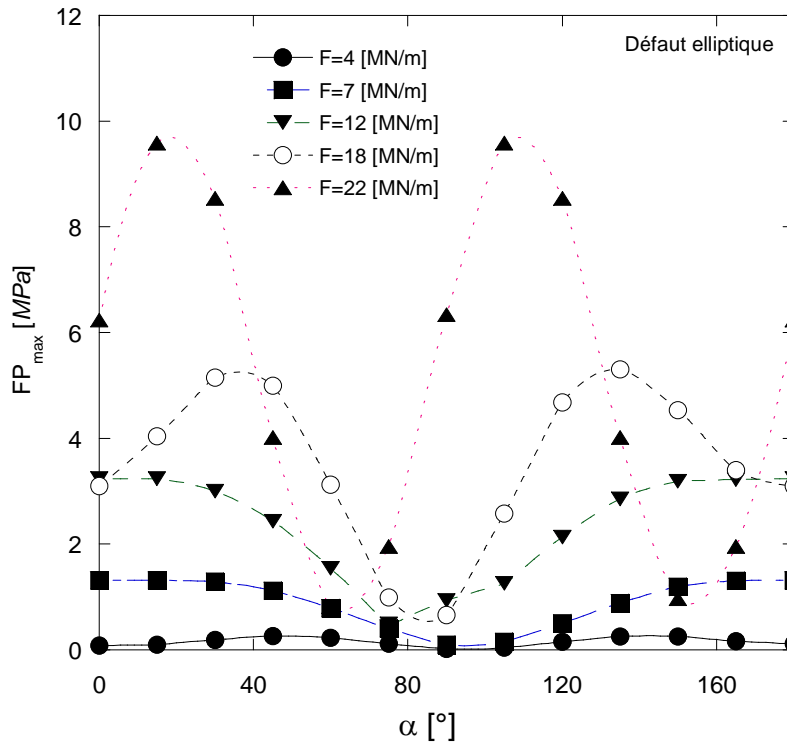 12
10
8
6
4
2
0
FPmax [MPa]
Défaut elliptique
F=4 [MN/m]
F=7 [MN/m]
F=12 [MN/m]
F=18 [MN/m]
F=22 [MN/m]
0 40 80 120 160
α [°]